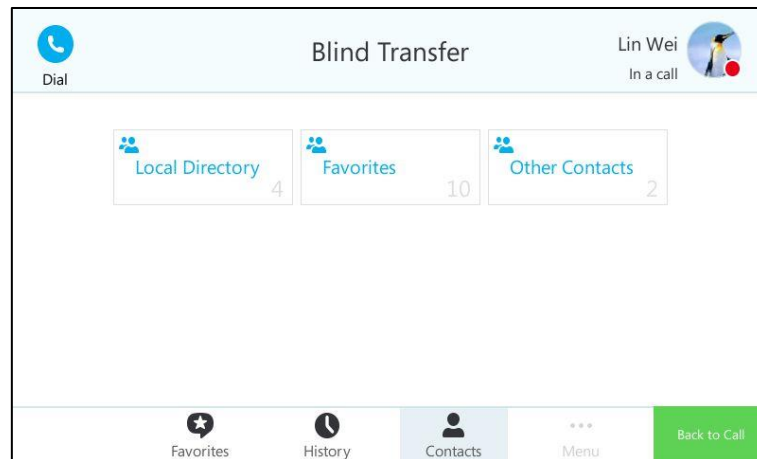 Dial
Blind Transfer
Lin Wei
In a call
Local Directory
4
Favorites
10
Other Contacts
2
Favorites
History
Contacts
Menu
Back to Call